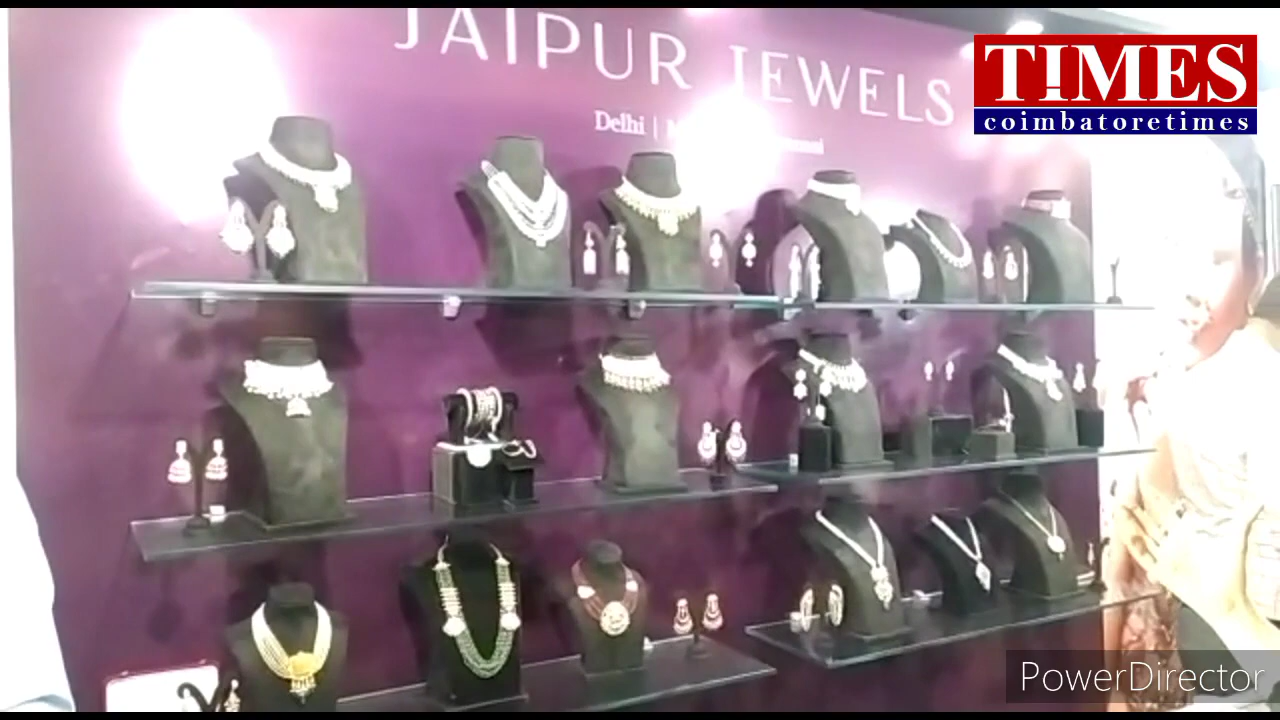 JAIPUR JEWELS
Delhi |
TIMES
coimbatoretimes
PowerDirector